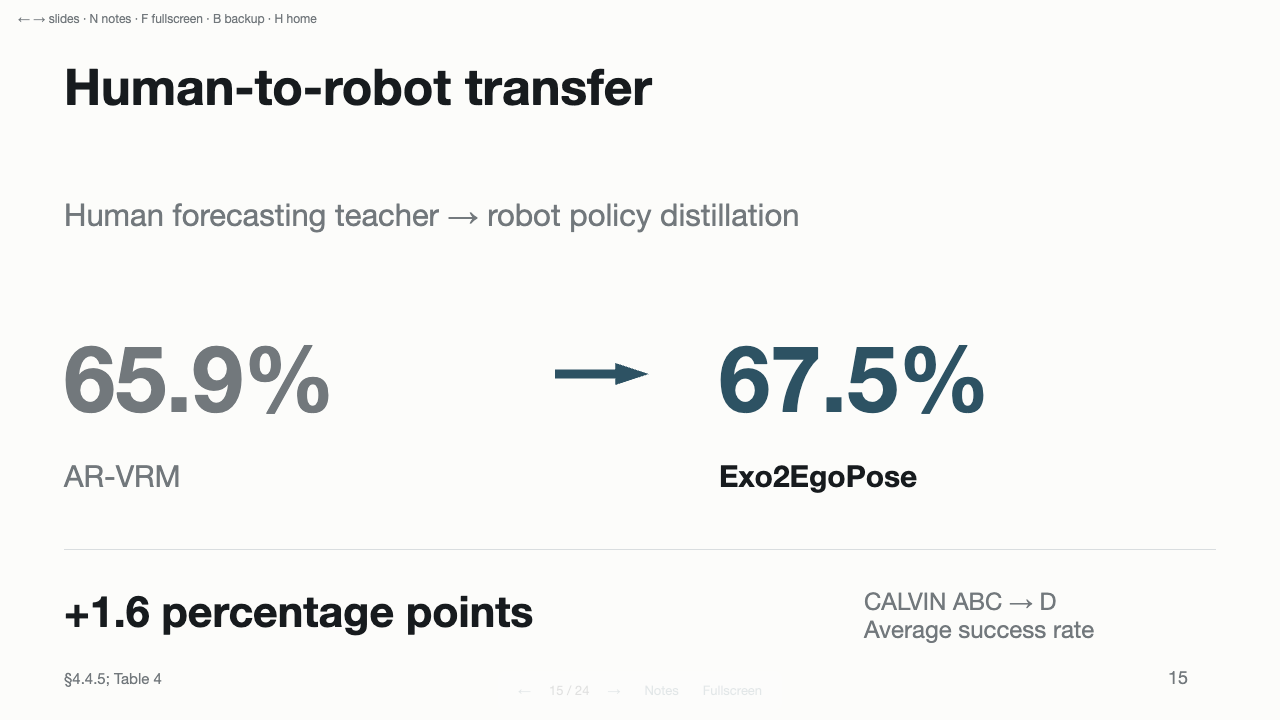 ←→ slides · N notes · F fullscreen · B backup · H home
Human-to-robot transfer
Human forecasting teacher → robot policy distillation
65.9%
67.5%
AR-VRM
Exo2EgoPose
+1.6 percentage points
CALVIN ABC → D
Average success rate
§4.4.5; Table 4
← 15 / 24 → Notes Fullscreen
15